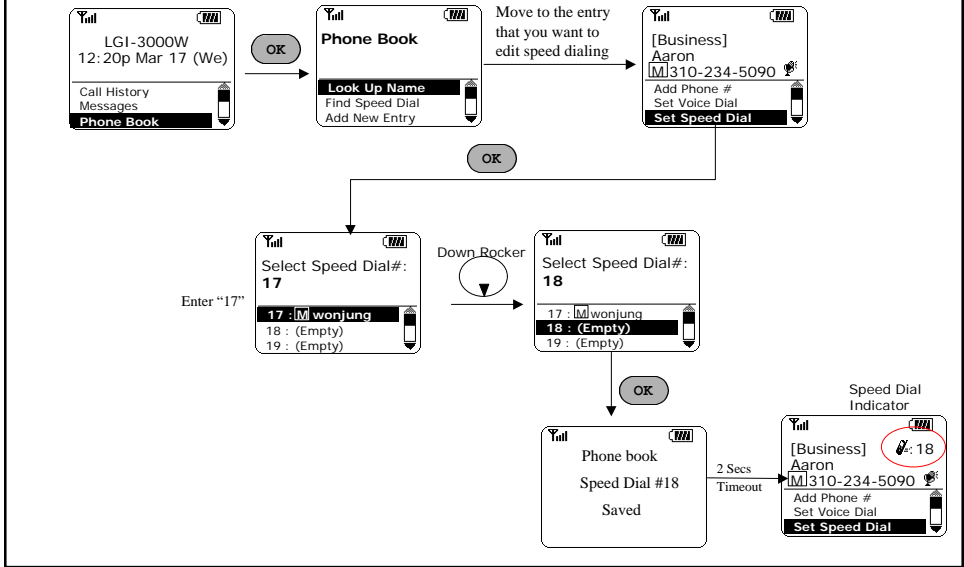 LGI-3000W
12:20p Mar 17 (We)
Call History
Messages
Phone Book
OK
Phone Book
Look Up Name
Find Speed Dial
Add New Entry
Move to the entry
that you want to
edit speed dialing
[Business]
Aaron
M 310-234-5090
Add Phone #
Set Voice Dial
Set Speed Dial
OK
Enter “17”
Select Speed Dial#:
17
17 : M wonjung
18 : (Empty)
19 : (Empty)
Down Rocker
Select Speed Dial#:
18
17 : M wonjung
18 : (Empty)
19 : (Empty)
OK
Phone book
Speed Dial #18
Saved
2 Secs
Timeout
Speed Dial
Indicator
[Business] :18
Aaron
M 310-234-5090
Add Phone #
Set Voice Dial
Set Speed Dial